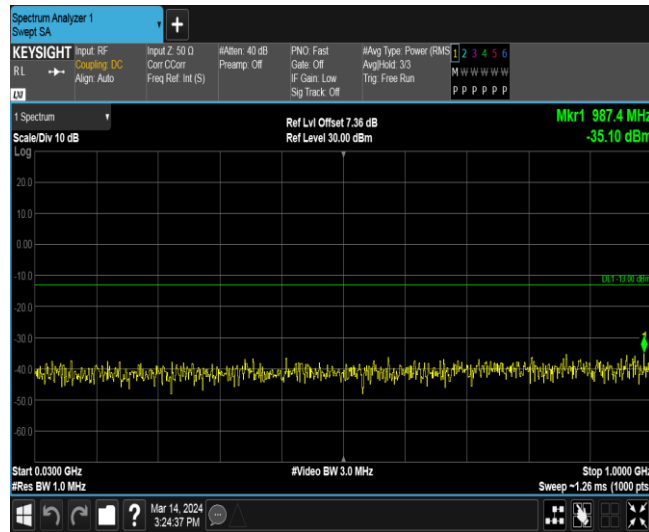 Spectrum Analyzer 1
Swept SA
KEYSIGHT
RL
LXI
Input: RF
Coupling: DC
Align: Auto
Input Z: 50 Ω
Corr CCorr
Freq Ref: Int (S)
#Atten: 40 dB
Preamp: Off
PNO: Fast
Gate: Off
IF Gain: Low
Sig Track: Off
#Avg Type: Power (RMS
Avg|Hold: 3/3
Trig: Free Run
1 2 3 4 5 6
M W W W W W
P P P P P P
1 Spectrum
Scale/Div 10 dB
Log
Ref Lvl Offset 7.36 dB
Ref Level 30.00 dBm
Mkr1 987.4 MHz
-35.10 dBm
20.0
10.0
0.00
-10.0
DL1 -13.00 dBm
-20.0
-30.0
1
-40.0
-50.0
-60.0
Start 0.0300 GHz
#Res BW 1.0 MHz
#Video BW 3.0 MHz
Stop 1.0000 GHz
Sweep ~1.26 ms (1000 pts
Mar 14, 2024
3:24:37 PM